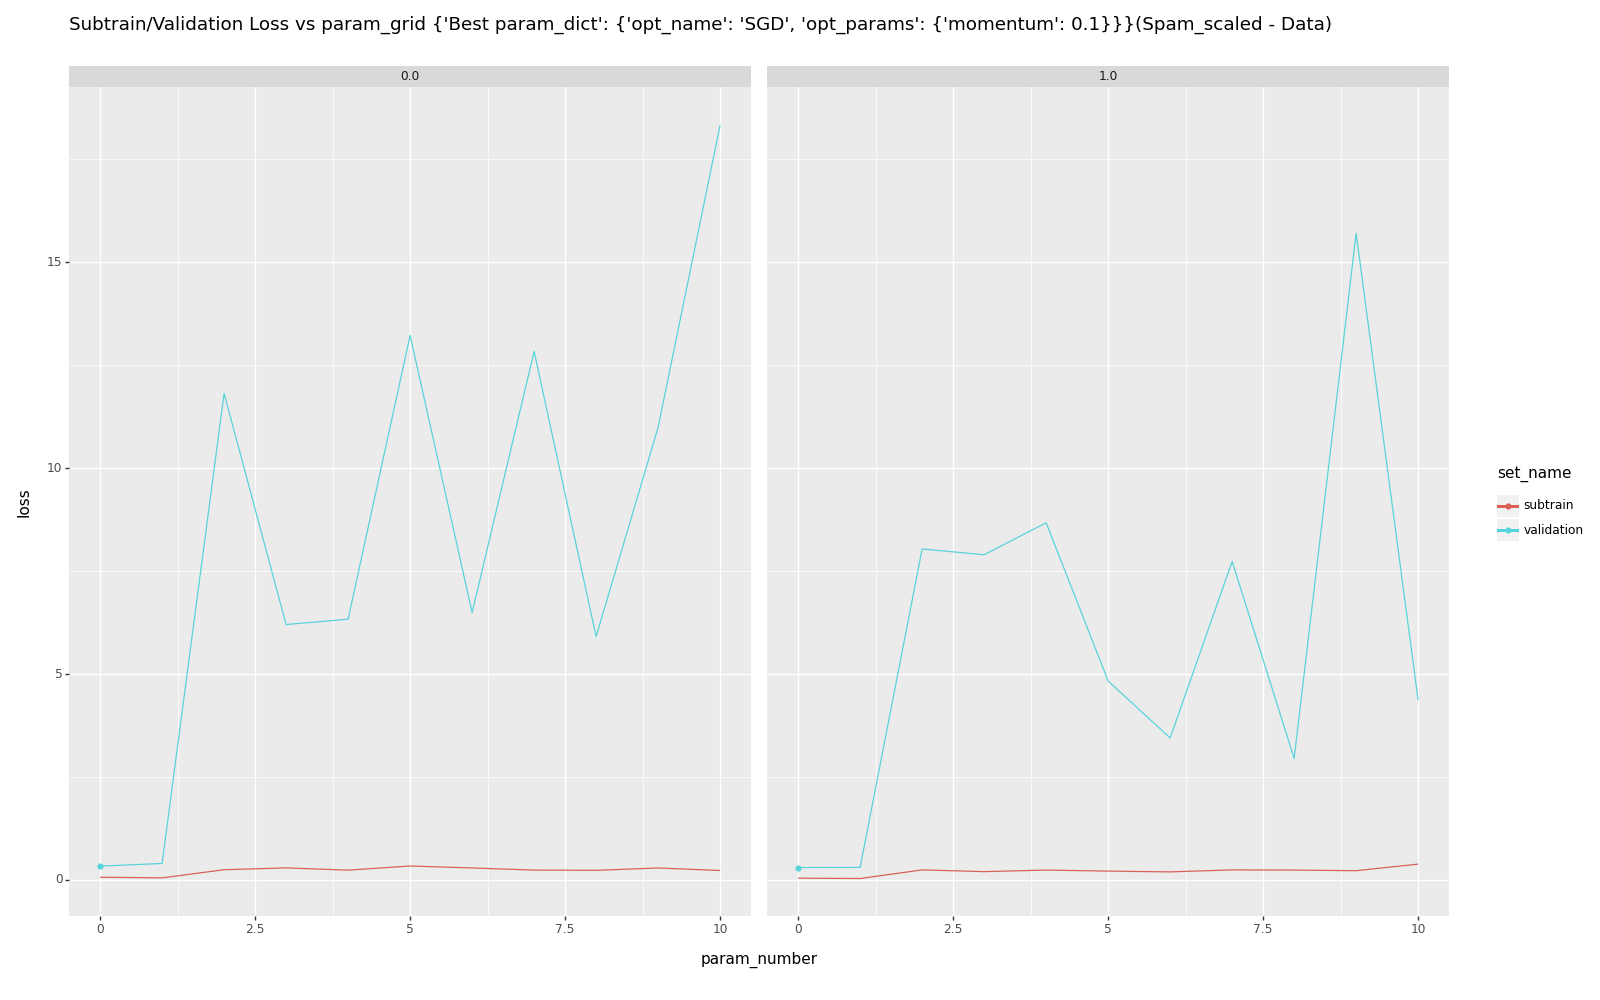 Subtrain/Validation Loss vs param_grid {'Best param_dict': {'opt_name': 'SGD', 'opt_params': {'momentum': 0.1}}}(Spam_scaled - Data)
0.0
1.0
15
10
5
0
loss
0
2.5
5
7.5
10
0
2.5
5
7.5
10
param_number
set_name
subtrain
validation